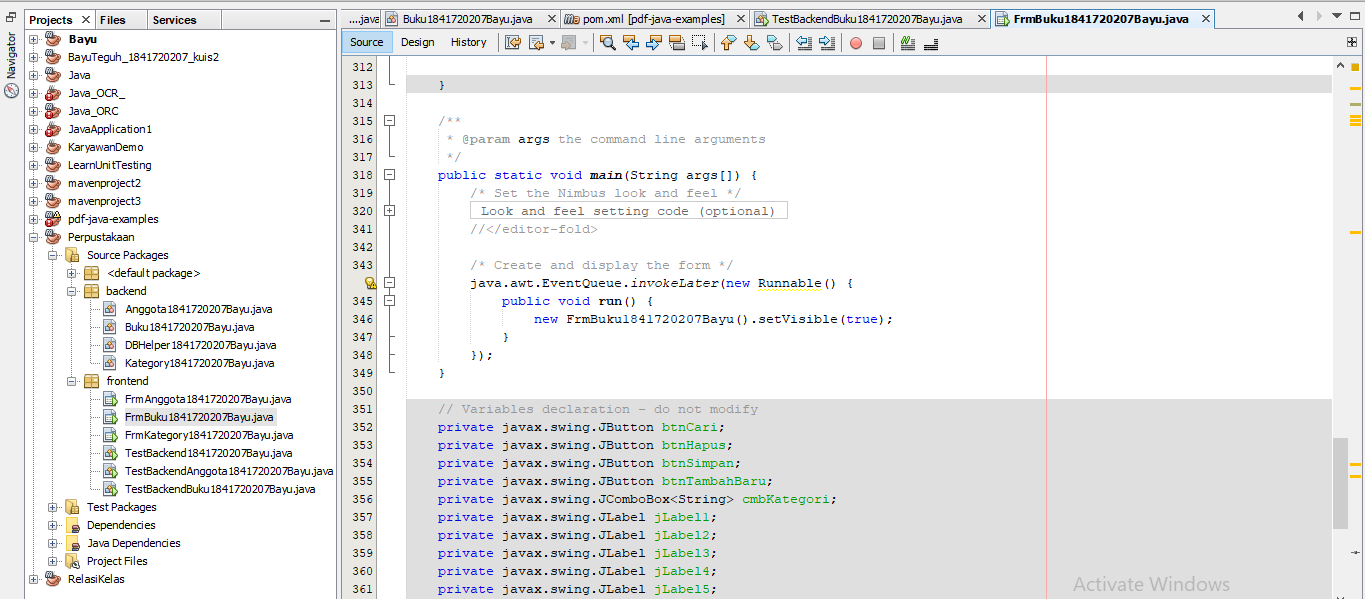 Navigator
Projects
Files
Services
Bayu
BayuTeguh_1841720207_kuis2
Java
Java_OCR_
Java_ORC
JavaApplication1
KaryawanDemo
LearnUnitTesting
mavenproject2
mavenproject3
pdf-java-examples
Perpustakaan
Source Packages
<default package>
backend
Anggota1841720207Bayu.java
Buku1841720207Bayu.java
DBHelper1841720207Bayu.java
Kategory1841720207Bayu.java
frontend
FrmAnggota1841720207Bayu.java
FrmBuku1841720207Bayu.java
FrmKategory1841720207Bayu.java
TestBackend1841720207Bayu.java
TestBackendAnggota1841720207Bayu.java
TestBackendBuku1841720207Bayu.java
Test Packages
Dependencies
Java Dependencies
Project Files
RelasiKelas
....java
Buku1841720207Bayu.java
pom.xml [pdf-java-examples]
TestBackendBuku1841720207Bayu.java
FrmBuku1841720207Bayu.java
Source Design History
312
313 }
314
315 /**
316 * @param args the command line arguments
317 */
318 public static void main(String args[]) {
319 /* Set the Nimbus look and feel */
320 Look and feel setting code (optional)
341 //</editor-fold>
342
343 /* Create and display the form */
java.awt.EventQueue.invokeLater(new Runnable() {
345 public void run() {
346 new FrmBuku1841720207Bayu().setVisible(true);
347 }
348 });
349 }
350
351 // Variables declaration - do not modify
352 private javax.swing.JButton btnCari;
353 private javax.swing.JButton btnHapus;
354 private javax.swing.JButton btnSimpan;
355 private javax.swing.JButton btnTambahBaru;
356 private javax.swing.JComboBox<String> cmbKategori;
357 private javax.swing.JLabel jLabel1;
358 private javax.swing.JLabel jLabel2;
359 private javax.swing.JLabel jLabel3;
360 private javax.swing.JLabel jLabel4;
361 private javax.swing.JLabel jLabel5;
Activate Windows